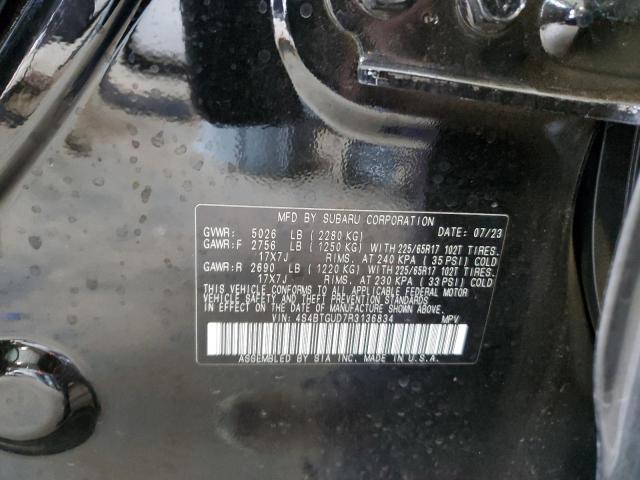 MFD BY SUBARU CORPORATION
GVWR: 5026 LB (2280 KG) DATE: 07/23
GAWR:F 2756 LB (1250 KG) WITH 225/65R17 102T TIRES.
17X7J RIMS. AT 240 KPA (35 PSI) COLD
GAWR:R 2690 LB (1220 KG) WITH 225/65R17 102T TIRES.
17X7J RIMS. AT 230 KPA (33 PSI) COLD
THIS VEHICLE CONFORMS TO ALL APPLICABLE FEDERAL MOTOR
VEHICLE SAFETY STANDARDS IN EFFECT ON THE DATE OF
MANUFACTURE SHOWN ABOVE.
VIN: 4S4BTGUD7R3136834 MPV
ASSEMBLED BY SIA INC. MADE IN U.S.A.